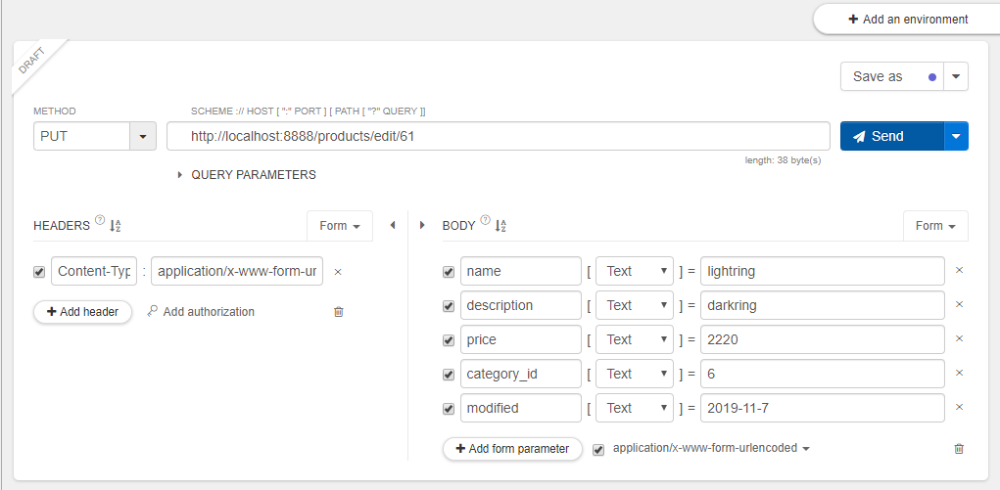 + Add an environment
DRAFT
Save as
METHOD SCHEME :// HOST [ ":" PORT ] [ PATH [ "?" QUERY ]]
PUT http://localhost:8888/products/edit/61 Send
length: 38 byte(s)
QUERY PARAMETERS
HEADERS ? Form BODY ? Form
Content-Typ : application/x-www-form-ur ×
name [ Text ] = lightring ×
+ Add header Add authorization
description [ Text ] = darkring ×
price [ Text ] = 2220 ×
category_id [ Text ] = 6 ×
modified [ Text ] = 2019-11-7 ×
+ Add form parameter application/x-www-form-urlencoded